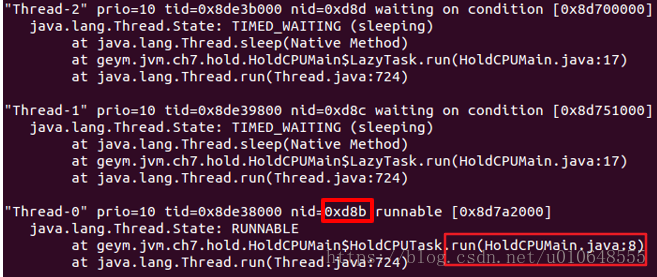 "Thread-2" prio=10 tid=0x8de3b000 nid=0xd8d waiting on condition [0x8d700000]
java.lang.Thread.State: TIMED_WAITING (sleeping)
at java.lang.Thread.sleep(Native Method)
at geym.jvm.ch7.hold.HoldCPUMain$LazyTask.run(HoldCPUMain.java:17)
at java.lang.Thread.run(Thread.java:724)
"Thread-1" prio=10 tid=0x8de39800 nid=0xd8c waiting on condition [0x8d751000]
java.lang.Thread.State: TIMED_WAITING (sleeping)
at java.lang.Thread.sleep(Native Method)
at geym.jvm.ch7.hold.HoldCPUMain$LazyTask.run(HoldCPUMain.java:17)
at java.lang.Thread.run(Thread.java:724)
"Thread-0" prio=10 tid=0x8de38000 nid=0xd8b runnable [0x8d7a2000]
java.lang.Thread.State: RUNNABLE
at geym.jvm.ch7.hold.HoldCPUMain$HoldCPUTask.run(HoldCPUMain.java:8)
at java.lang.Thread.run(Thread.java:724)
https://blog.csdn.net/u010648555